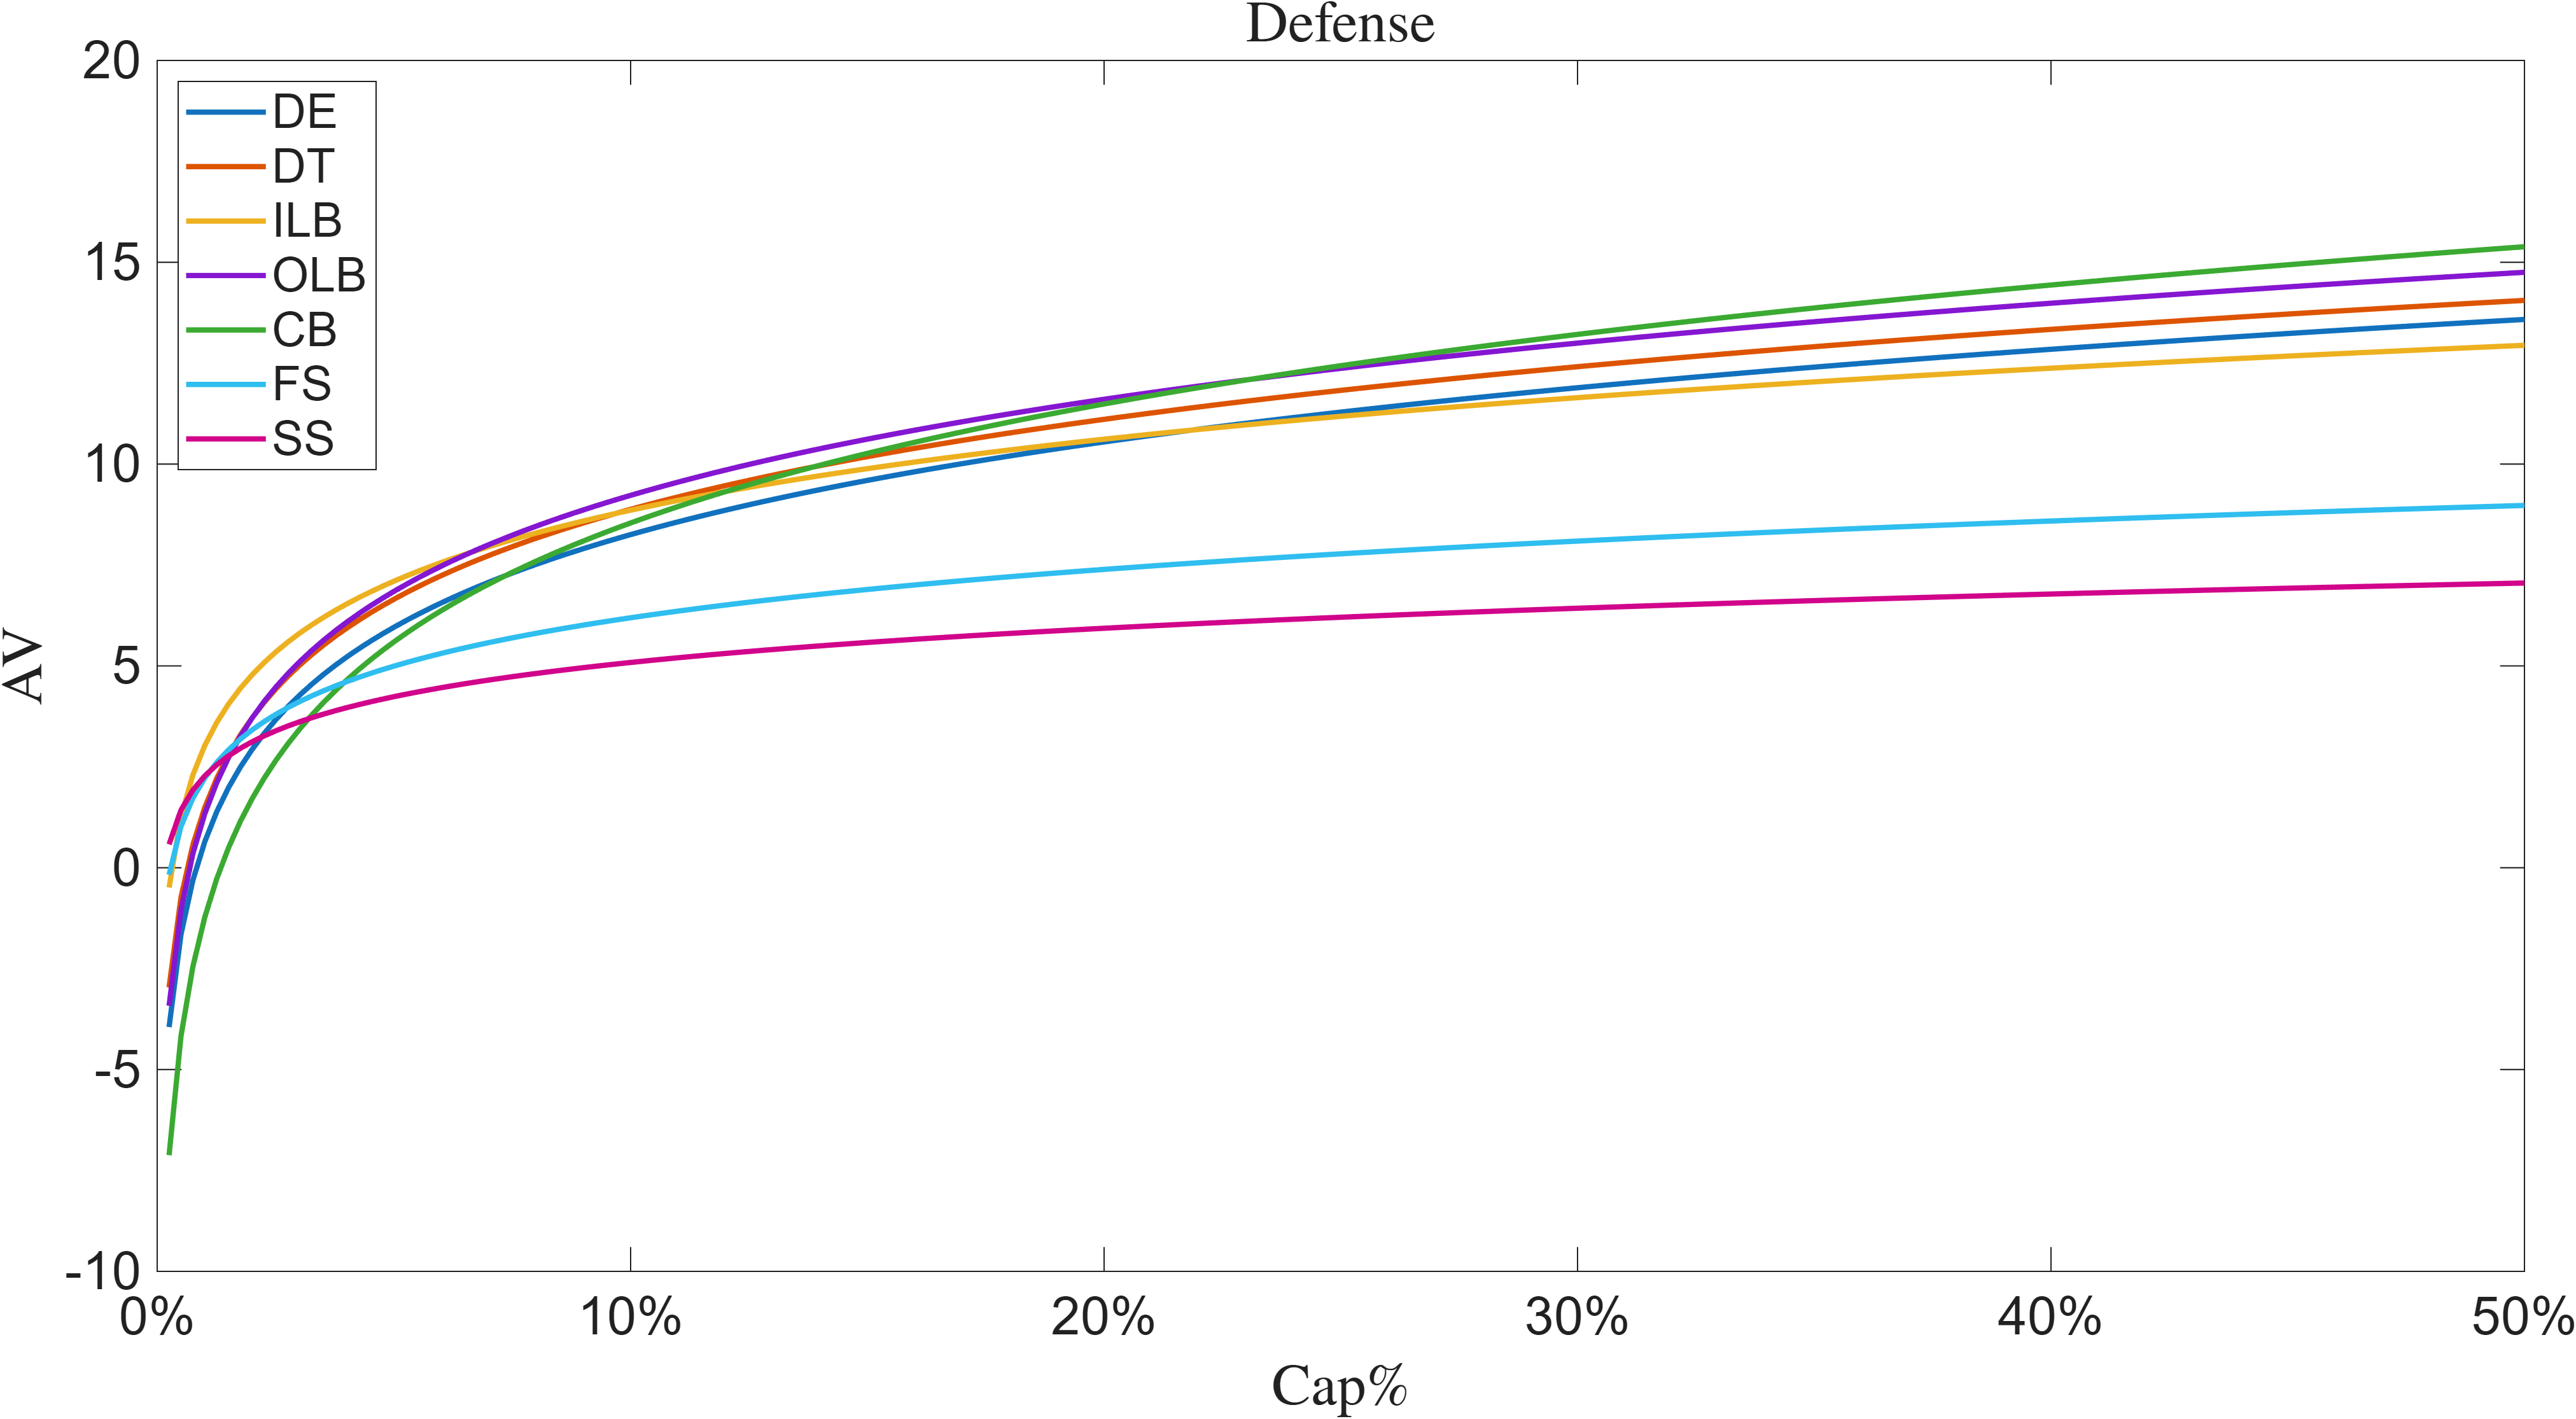 Defense
20
15
10
5
0
-5
-10
DE
DT
ILB
OLB
CB
FS
SS
AV
0% 10% 20% 30% 40% 50%
Cap%